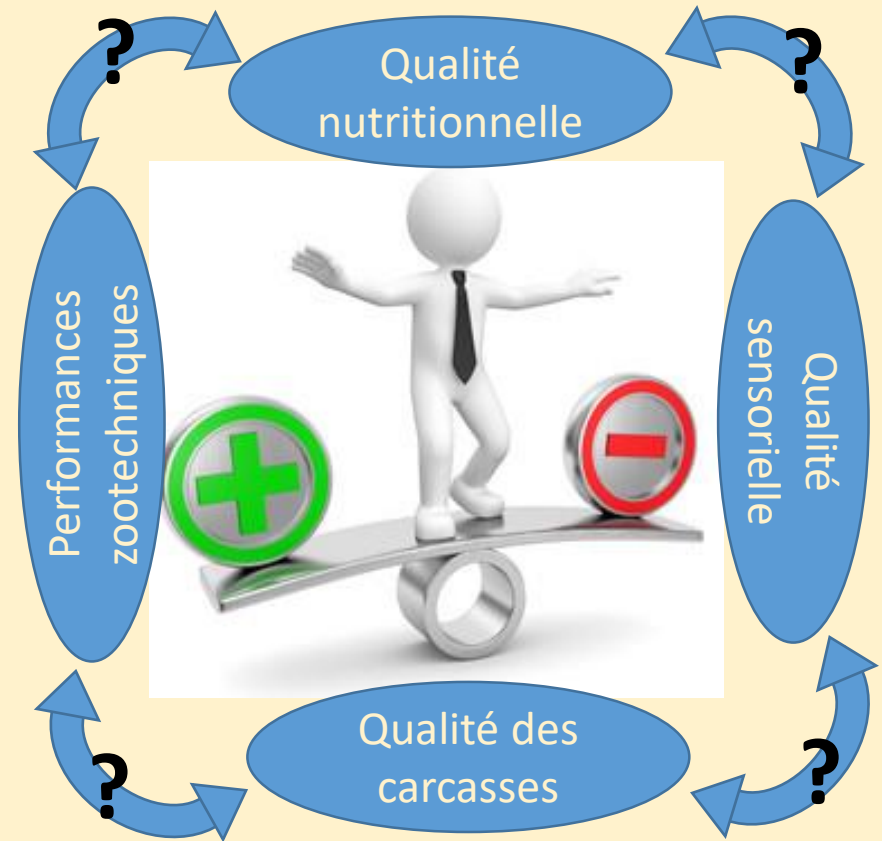 ?
?
Qualité
nutritionnelle
Performances
zootechniques
Qualité
sensorielle
Qualité des
carcasses
?
?